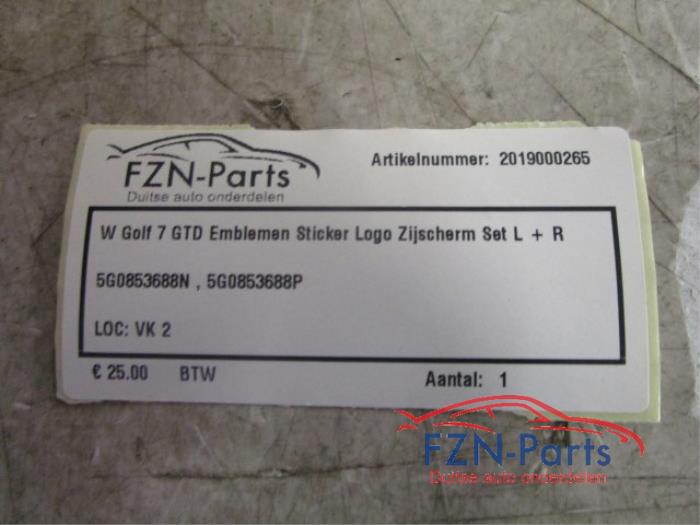 FZN-Parts
Duitse auto onderdelen
Artikelnummer: 2019000265
W Golf 7 GTD Emblemen Sticker Logo Zijscherm Set L + R
5G0853688N , 5G0853688P
LOC: VK 2
€ 25.00 BTW
Aantal: 1
FZN-Parts
Duitse auto onderdelen